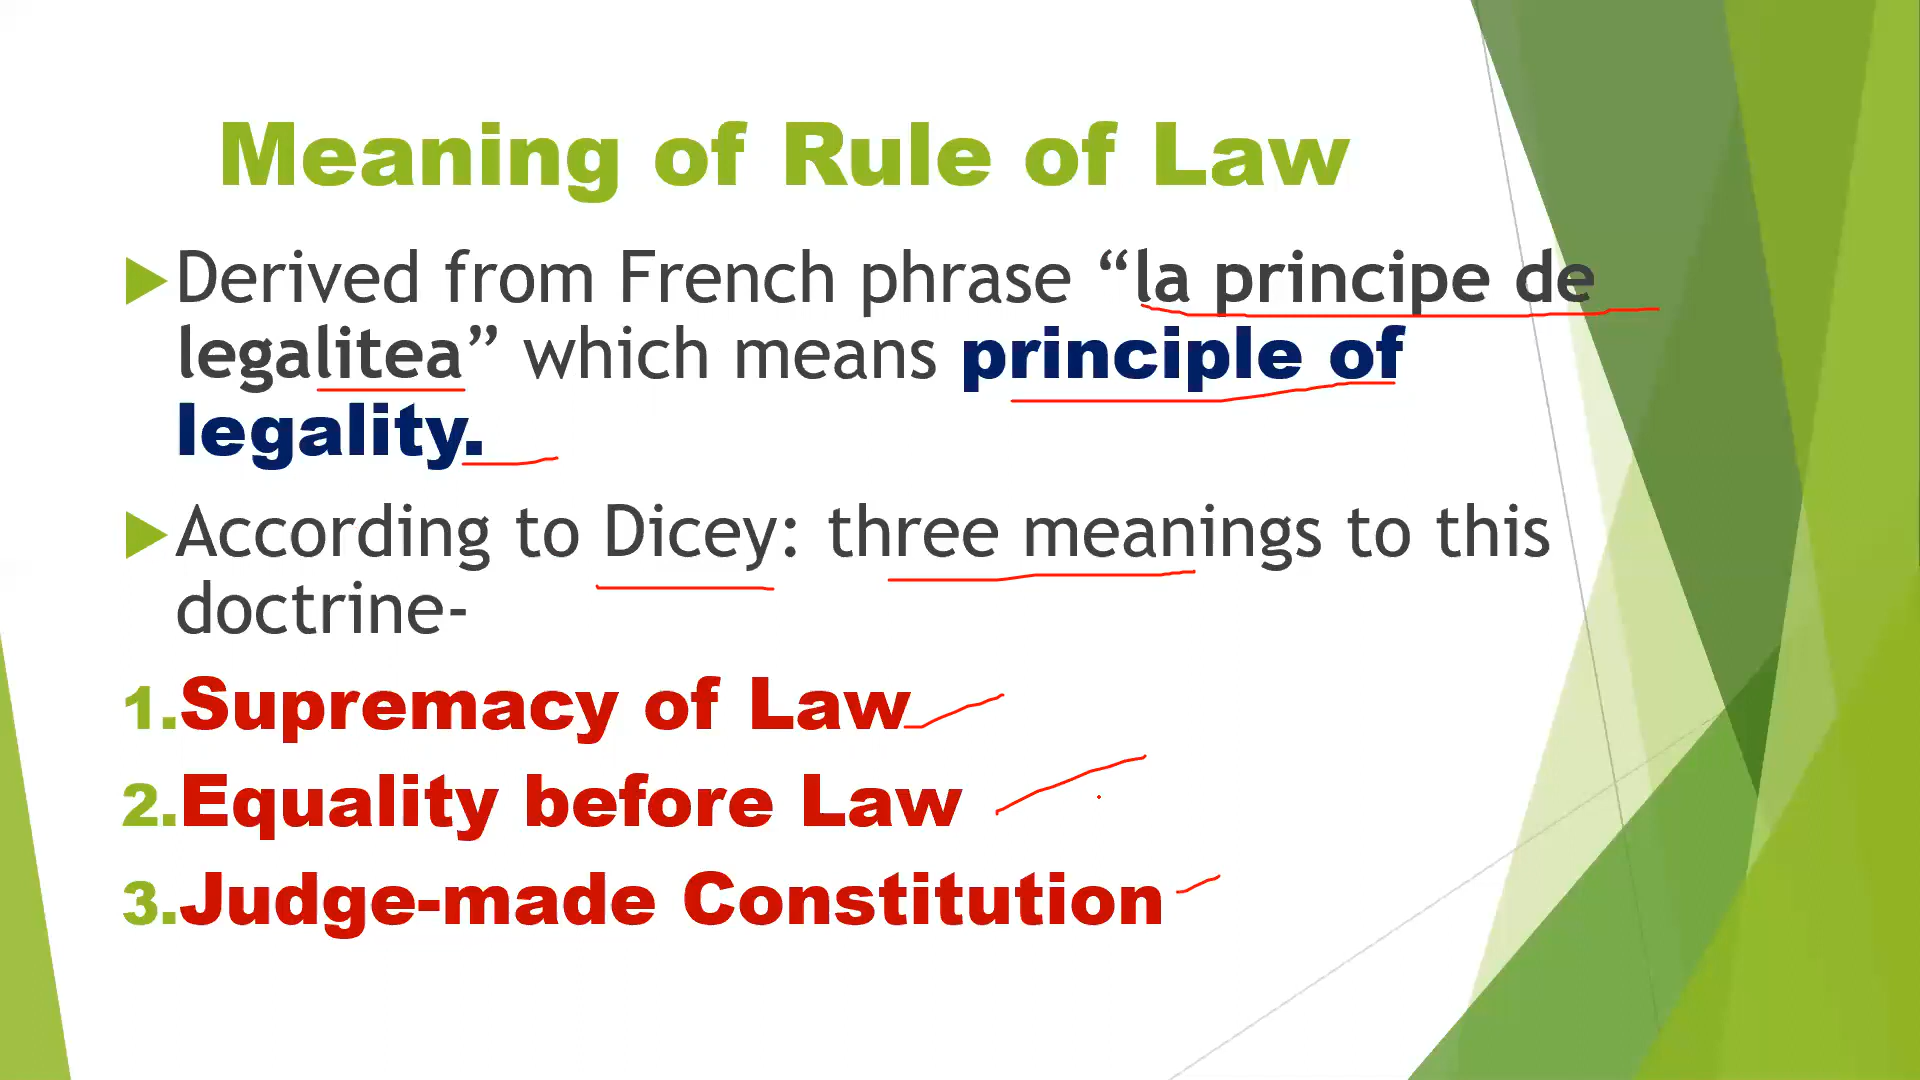 Meaning of Rule of Law
Derived from French phrase “la principe de
legalitea” which means principle of
legality.
According to Dicey: three meanings to this
doctrine-
1.Supremacy of Law
2.Equality before Law
3.Judge-made Constitution